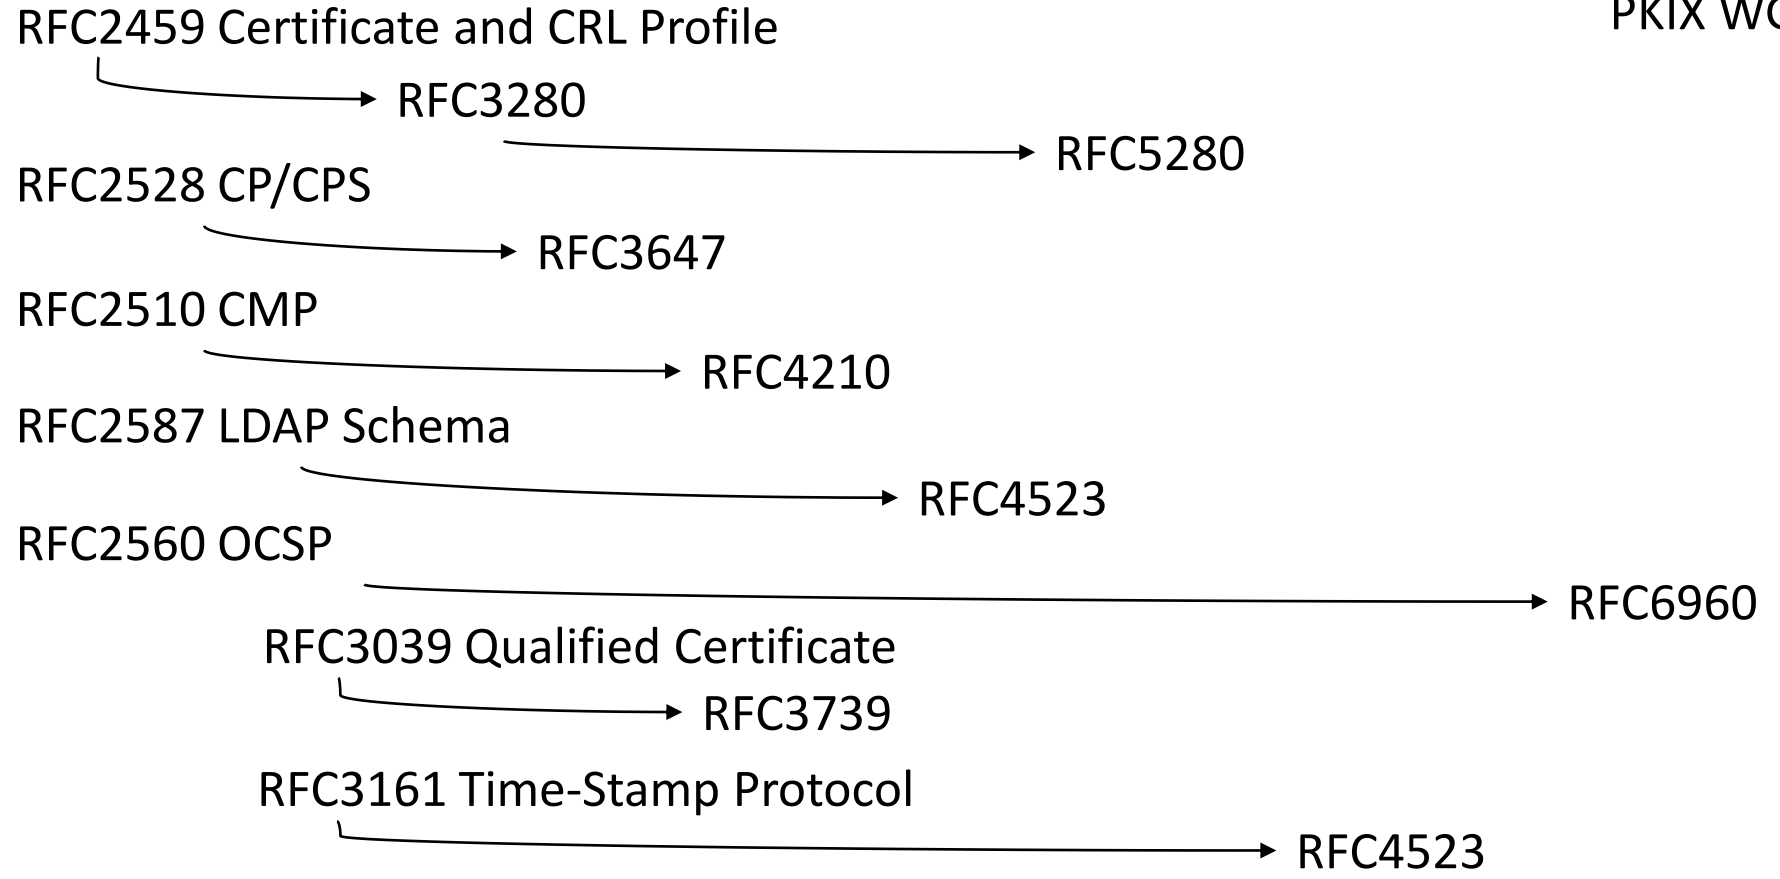 RFC2459 Certificate and CRL Profile
PKIX
RFC3280
RFC5280
RFC2528 CP/CPS
RFC3647
RFC2510 CMP
RFC4210
RFC2587 LDAP Schema
RFC4523
RFC2560 OCSP
RFC6960
RFC3039 Qualified Certificate
RFC3739
RFC3161 Time-Stamp Protocol
RFC4523